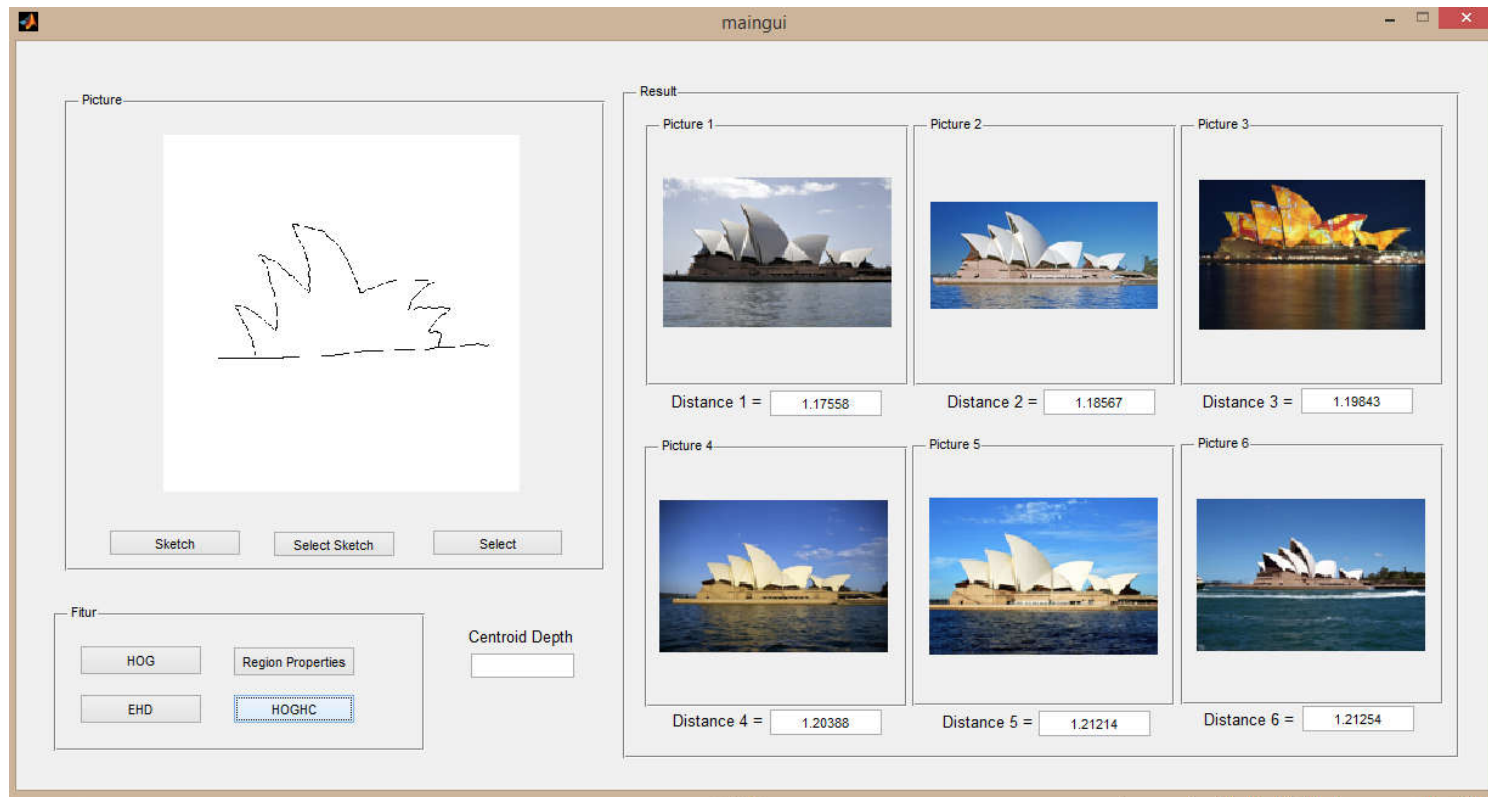 maingui
Picture
Sketch
Select Sketch
Select
Fitur
HOG
Region Properties
EHD
HOGHC
Centroid Depth
Result
Picture 1
Picture 2
Picture 3
Distance 1 = 1.17558
Distance 2 = 1.18567
Distance 3 = 1.19843
Picture 4
Picture 5
Picture 6
Distance 4 = 1.20388
Distance 5 = 1.21214
Distance 6 = 1.21254